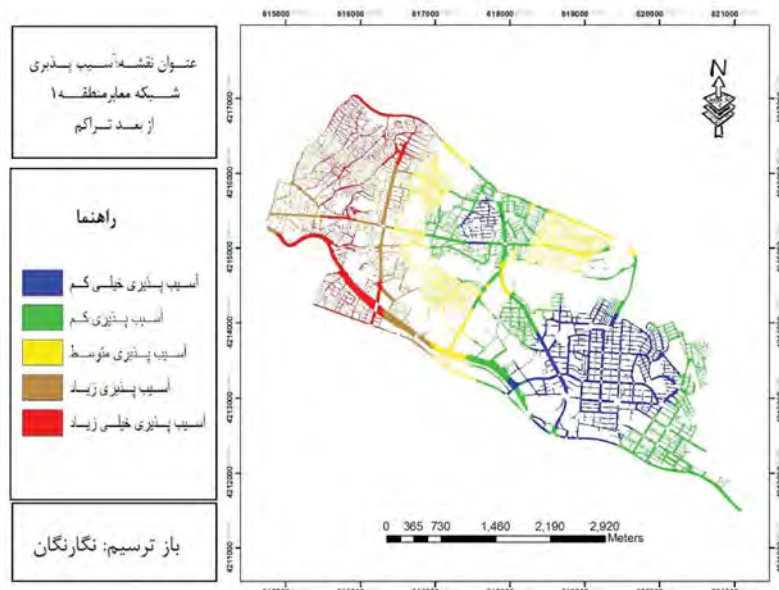 عنوان نقشه: آسیب پذیری
شبکه معابر منطقه ۱
از بعد تراکم
راهنما
آسیب پذیری خیلی کم
آسیب پذیری کم
آسیب پذیری متوسط
آسیب پذیری زیاد
آسیب پذیری خیلی زیاد
باز ترسیم: نگارنگان
615000 616000 617000 618000 619000 620000 621000
N
4217000
4216000
4215000
4214000
4213000
4212000
4211000
0 365 730 1,460 2,190 2,920
Meters